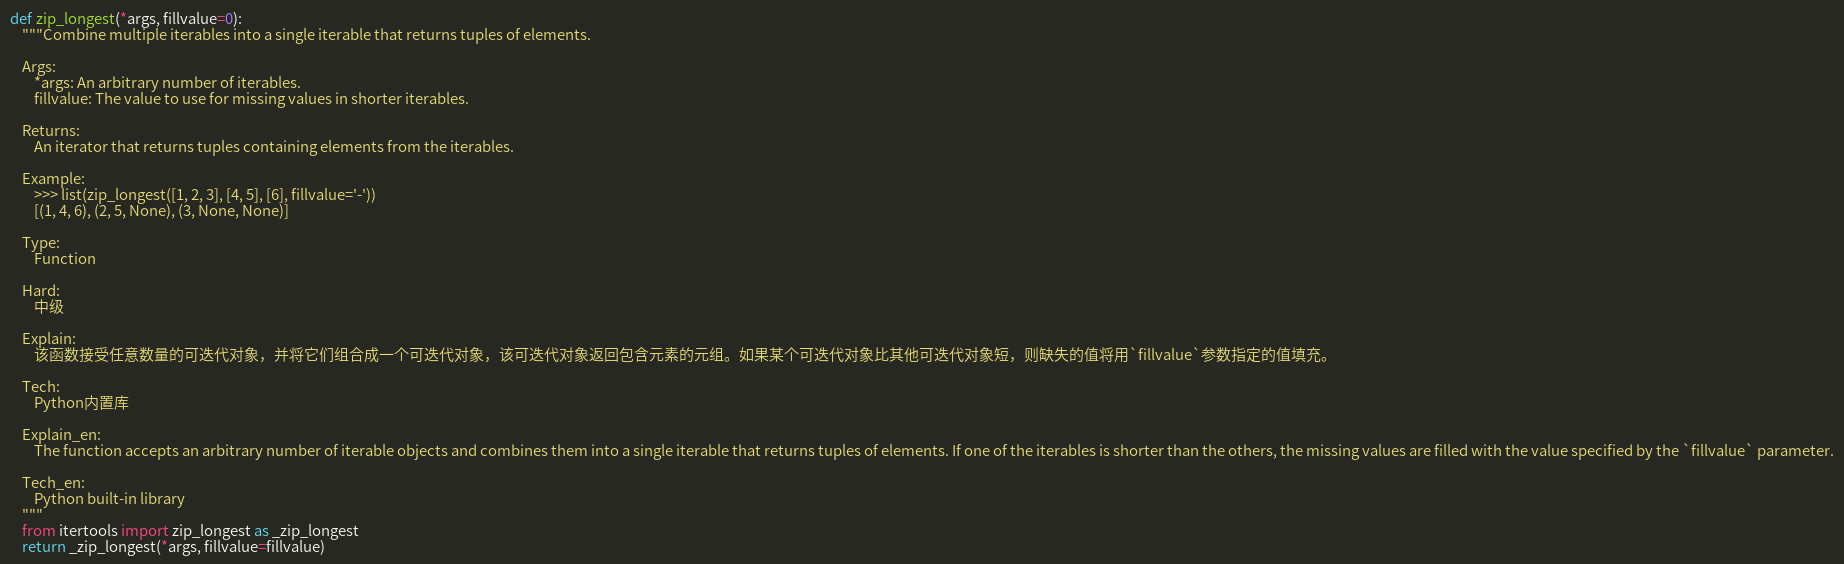 def zip_longest(*args, fillvalue=0):
"""Combine multiple iterables into a single iterable that returns tuples of elements.
Args:
*args: An arbitrary number of iterables.
fillvalue: The value to use for missing values in shorter iterables.
Returns:
An iterator that returns tuples containing elements from the iterables.
Example:
>>> list(zip_longest([1, 2, 3], [4, 5], [6], fillvalue='-'))
[(1, 4, 6), (2, 5, None), (3, None, None)]
Type:
Function
Hard:
中级
Explain:
该函数接受任意数量的可迭代对象，并将它们组合成一个可迭代对象，该可迭代对象返回包含元素的元组。如果某个可迭代对象比其他可迭代对象短，则缺失的值将用`fillvalue`参数指定的值填充。
Tech:
Python内置库
Explain_en:
The function accepts an arbitrary number of iterable objects and combines them into a single iterable that returns tuples of elements. If one of the iterables is shorter than the others, the missing values are filled with the value specified by the `fillvalue` parameter.
Tech_en:
Python built-in library
"""
from itertools import zip_longest as _zip_longest
return _zip_longest(*args, fillvalue=fillvalue)